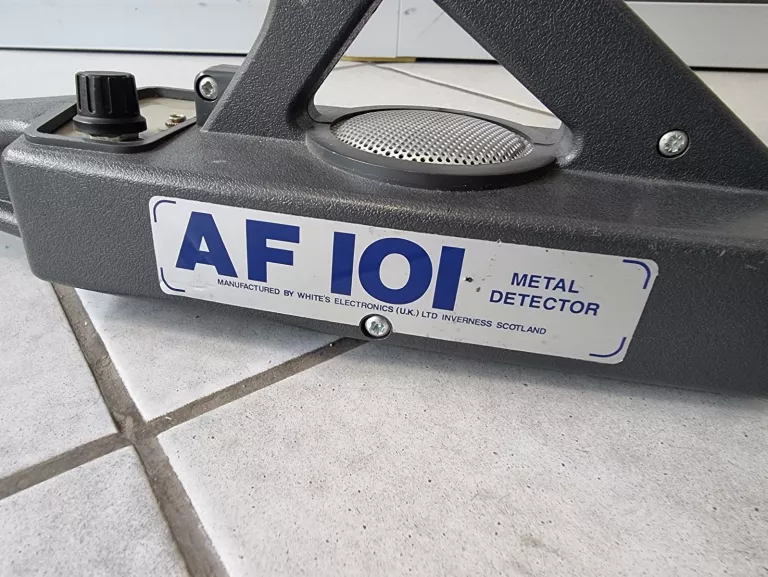 AF 101
METAL
DETECTOR
MANUFACTURED BY WHITE'S ELECTRONICS (U.K.) LTD INVERNESS SCOTLAND